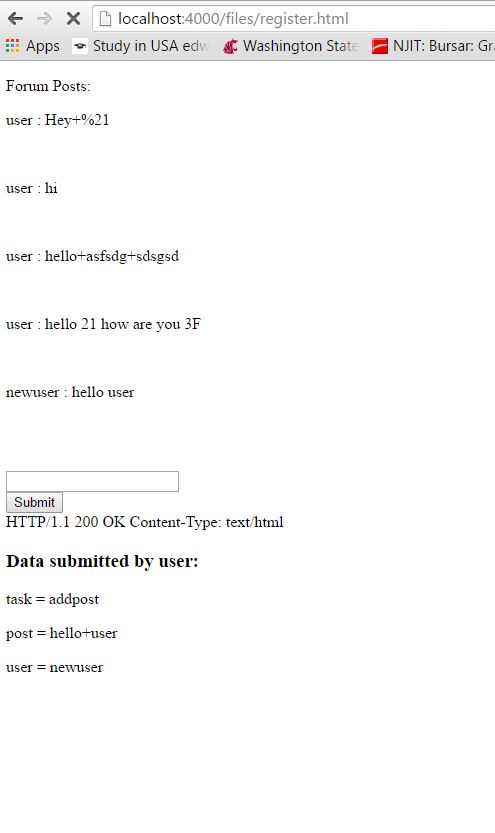 localhost:4000/files/register.html
Apps Study in USA edw Washington State NJIT: Bursar: Gra
Forum Posts:
user : Hey+%21
user : hi
user : hello+asfsdg+sdsgsd
user : hello 21 how are you 3F
newuser : hello user
Submit
HTTP/1.1 200 OK Content-Type: text/html
Data submitted by user:
task = addpost
post = hello+user
user = newuser